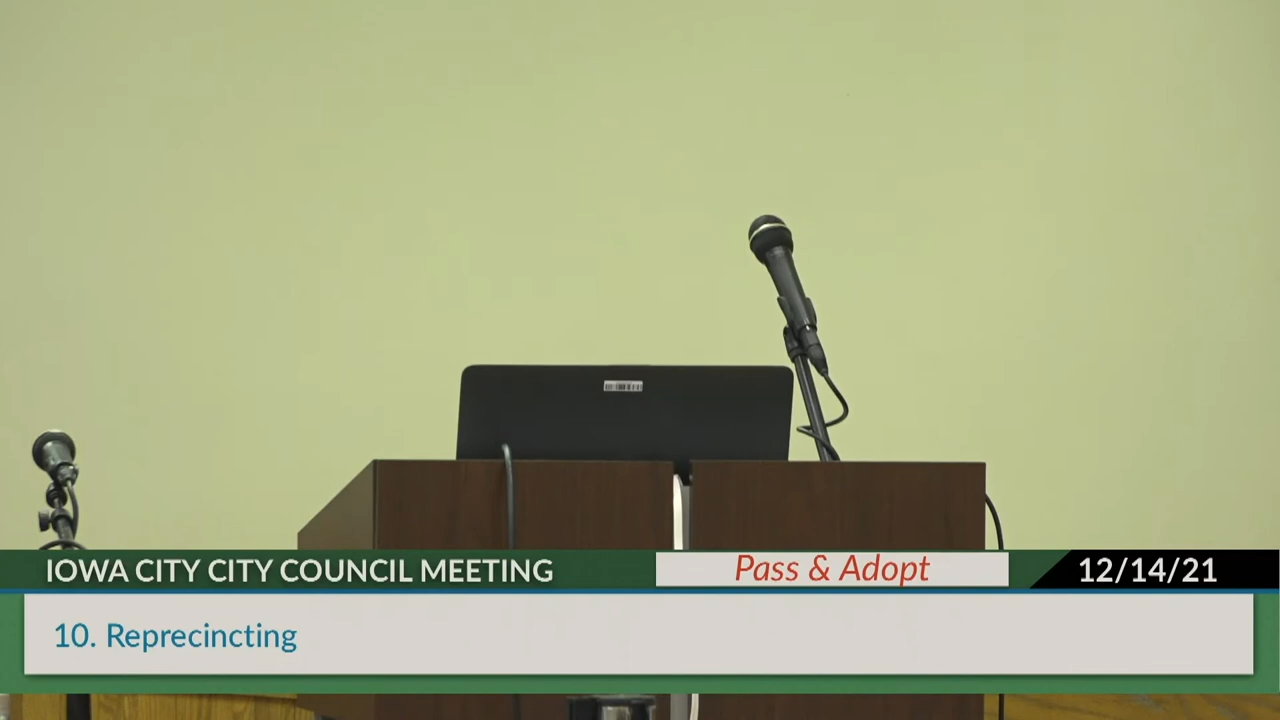 IOWA CITY CITY COUNCIL MEETING
Pass & Adopt
12/14/21
10. Reprecincting